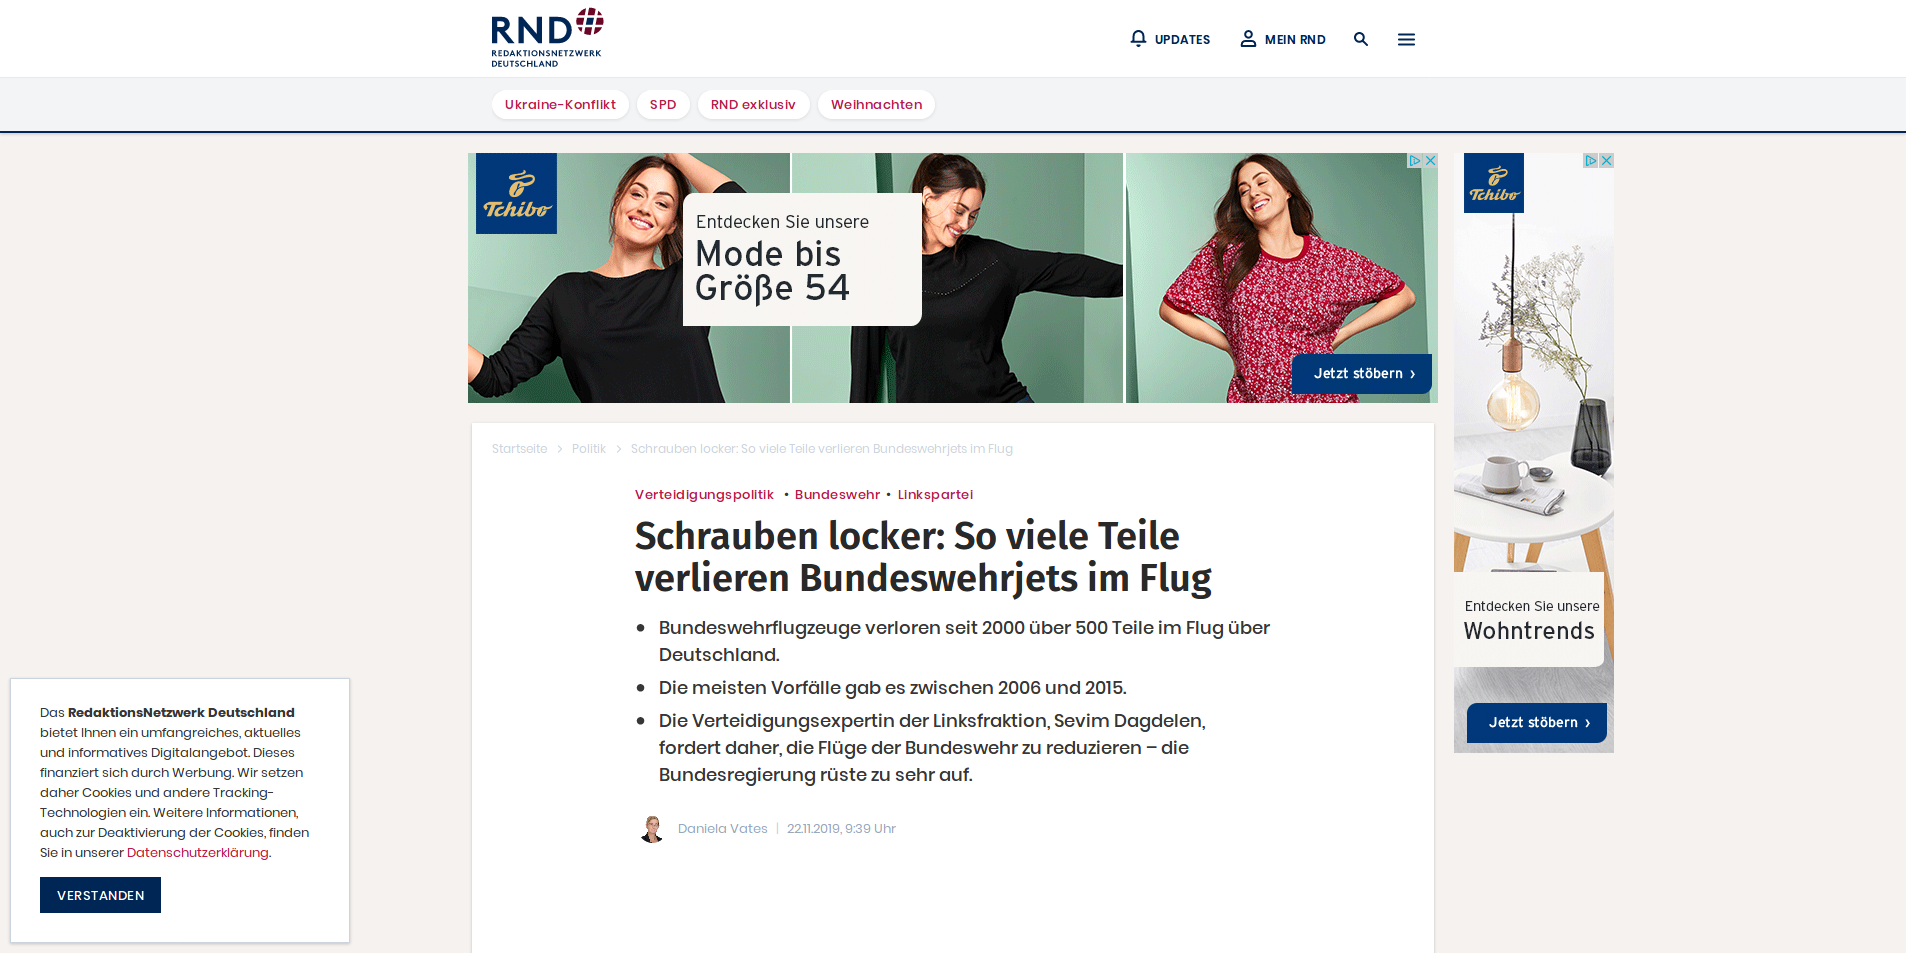 RND
REDAKTIONSNETZWERK
DEUTSCHLAND
UPDATES
MEIN RND
Ukraine-Konflikt
SPD
RND exklusiv
Weihnachten
Tchibo
Entdecken Sie unsere
Mode bis
Größe 54
Jetzt stöbern ›
Tchibo
Entdecken Sie unsere
Wohntrends
Jetzt stöbern ›
Startseite > Politik > Schrauben locker: So viele Teile verlieren Bundeswehrjets im Flug
Verteidigungspolitik • Bundeswehr • Linkspartei
Schrauben locker: So viele Teile
verlieren Bundeswehrjets im Flug
• Bundeswehrflugzeuge verloren seit 2000 über 500 Teile im Flug über
Deutschland.
• Die meisten Vorfälle gab es zwischen 2006 und 2015.
• Die Verteidigungsexpertin der Linksfraktion, Sevim Dagdelen,
fordert daher, die Flüge der Bundeswehr zu reduzieren – die
Bundesregierung rüste zu sehr auf.
Daniela Vates | 22.11.2019, 9:39 Uhr
Das RedaktionsNetzwerk Deutschland
bietet Ihnen ein umfangreiches, aktuelles
und informatives Digitalangebot. Dieses
finanziert sich durch Werbung. Wir setzen
daher Cookies und andere Tracking-
Technologien ein. Weitere Informationen,
auch zur Deaktivierung der Cookies, finden
Sie in unserer Datenschutzerklärung.
VERSTANDEN